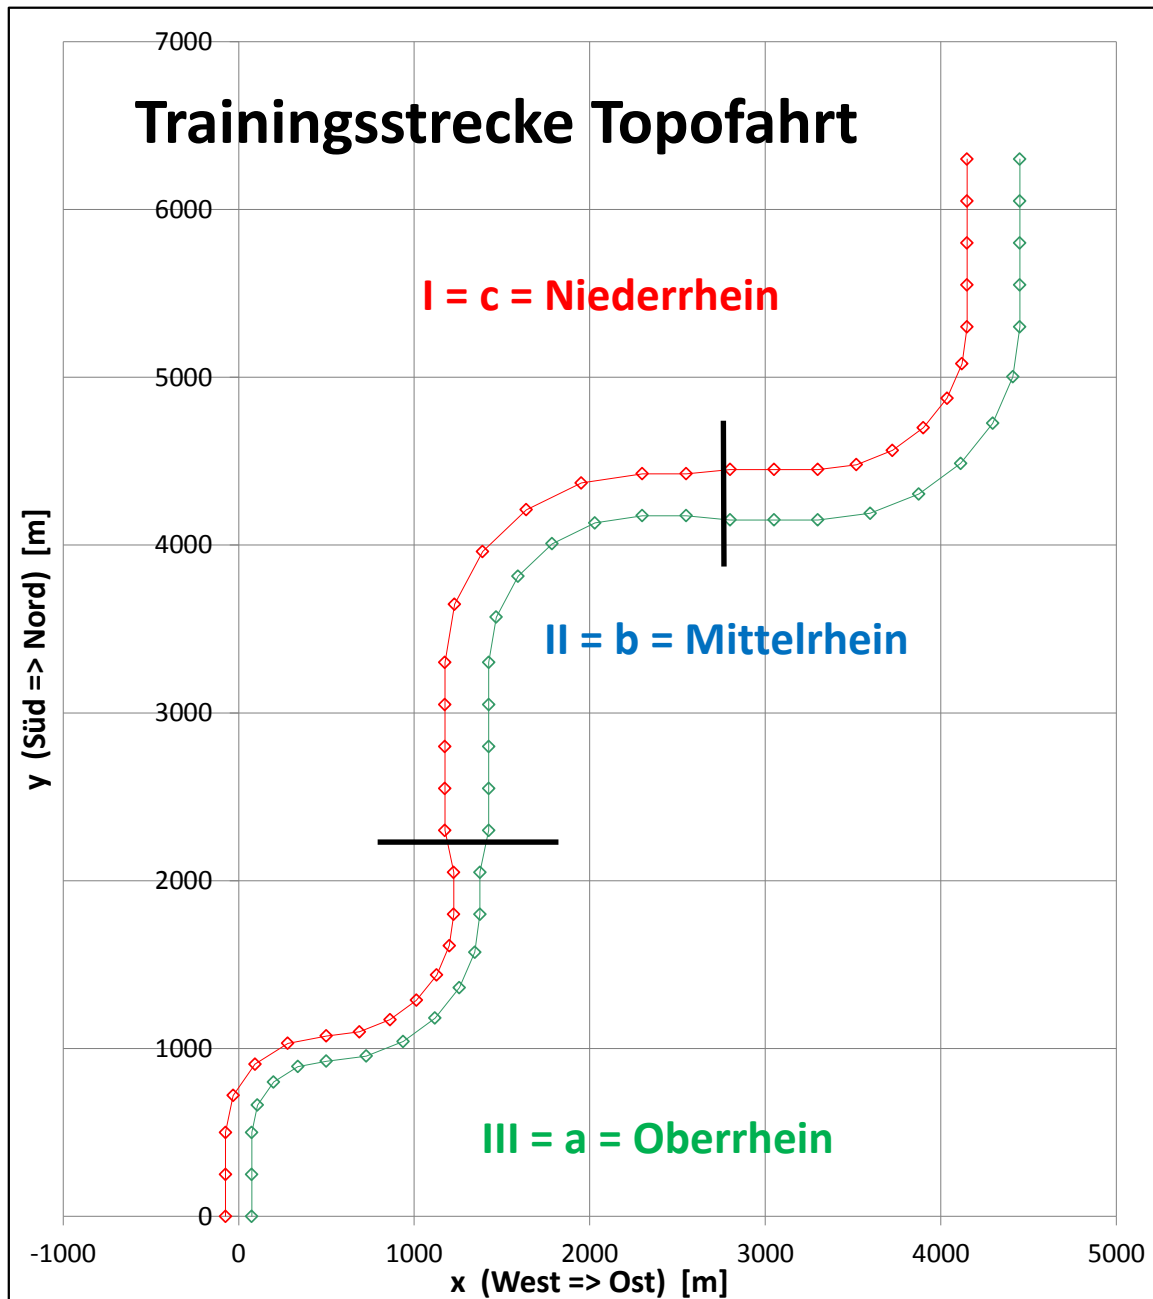 7000
Trainingsstrecke Topofahrt
6000
I = c = Niederrhein
5000
4000
II = b = Mittelrhein
3000
2000
1000
III = a = Oberrhein
0
y (Süd => Nord) [m]
-1000 0 1000 2000 3000 4000 5000
x (West => Ost) [m]